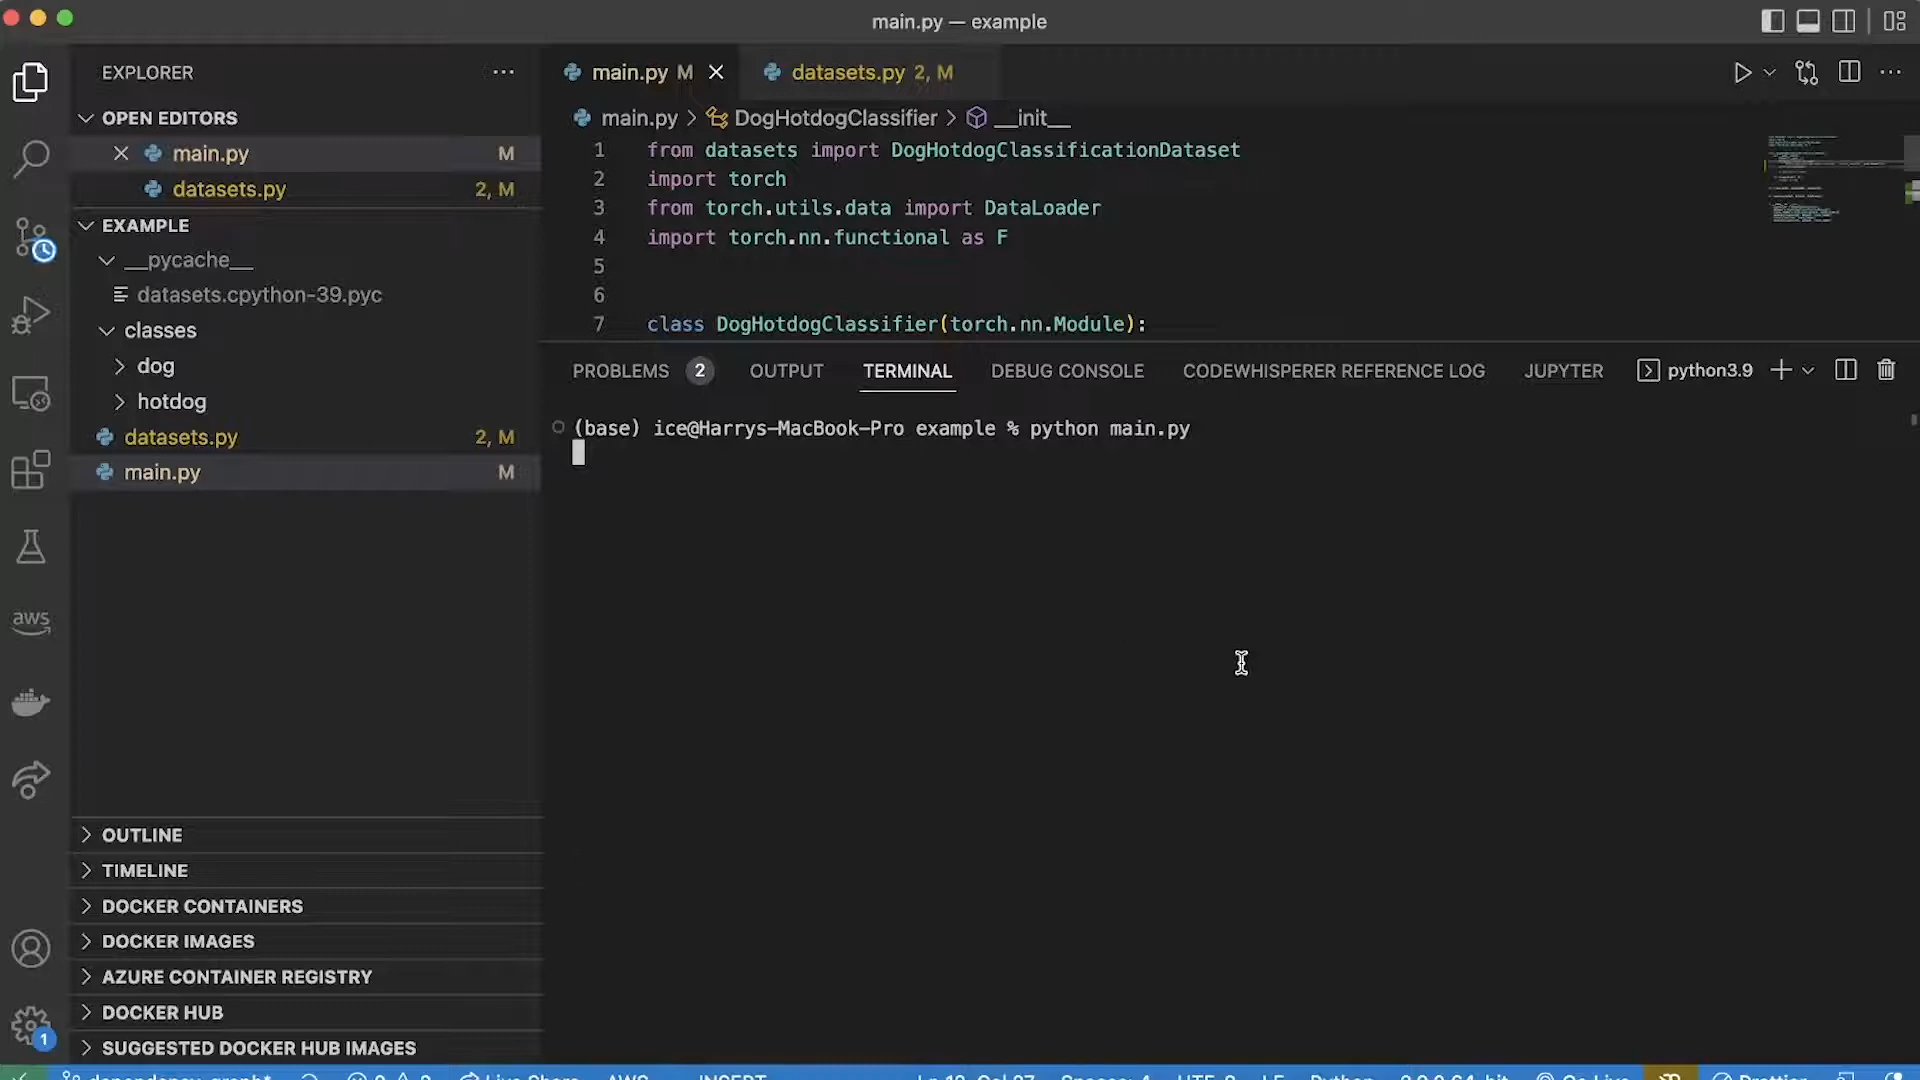 main.py — example
EXPLORER
OPEN EDITORS
main.py M
datasets.py 2, M
EXAMPLE
__pycache__
datasets.cpython-39.pyc
classes
dog
hotdog
datasets.py 2, M
main.py M
OUTLINE
TIMELINE
DOCKER CONTAINERS
DOCKER IMAGES
AZURE CONTAINER REGISTRY
DOCKER HUB
SUGGESTED DOCKER HUB IMAGES
aws
1
main.py M
datasets.py 2, M
main.py > DogHotdogClassifier > __init__
1 from datasets import DogHotdogClassificationDataset
2 import torch
3 from torch.utils.data import DataLoader
4 import torch.nn.functional as F
5
6
7 class DogHotdogClassifier(torch.nn.Module):
PROBLEMS 2 OUTPUT TERMINAL DEBUG CONSOLE CODEWHISPERER REFERENCE LOG JUPYTER python3.9
(base) ice@Harrys-MacBook-Pro example % python main.py